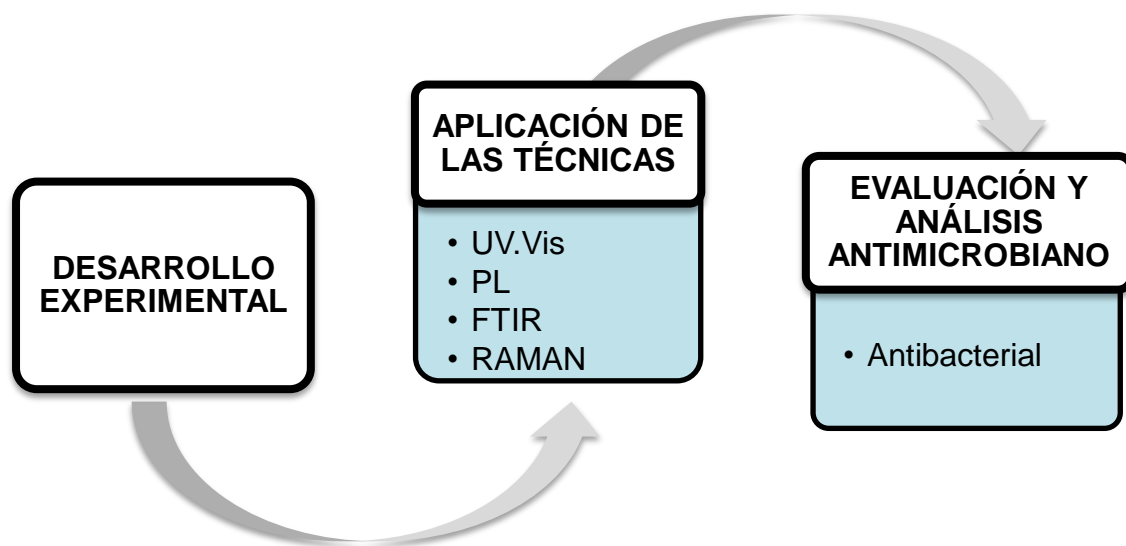 DESARROLLO
EXPERIMENTAL
APLICACIÓN DE
LAS TÉCNICAS
• UV.Vis
• PL
• FTIR
• RAMAN
EVALUACIÓN Y
ANÁLISIS
ANTIMICROBIANO
• Antibacterial